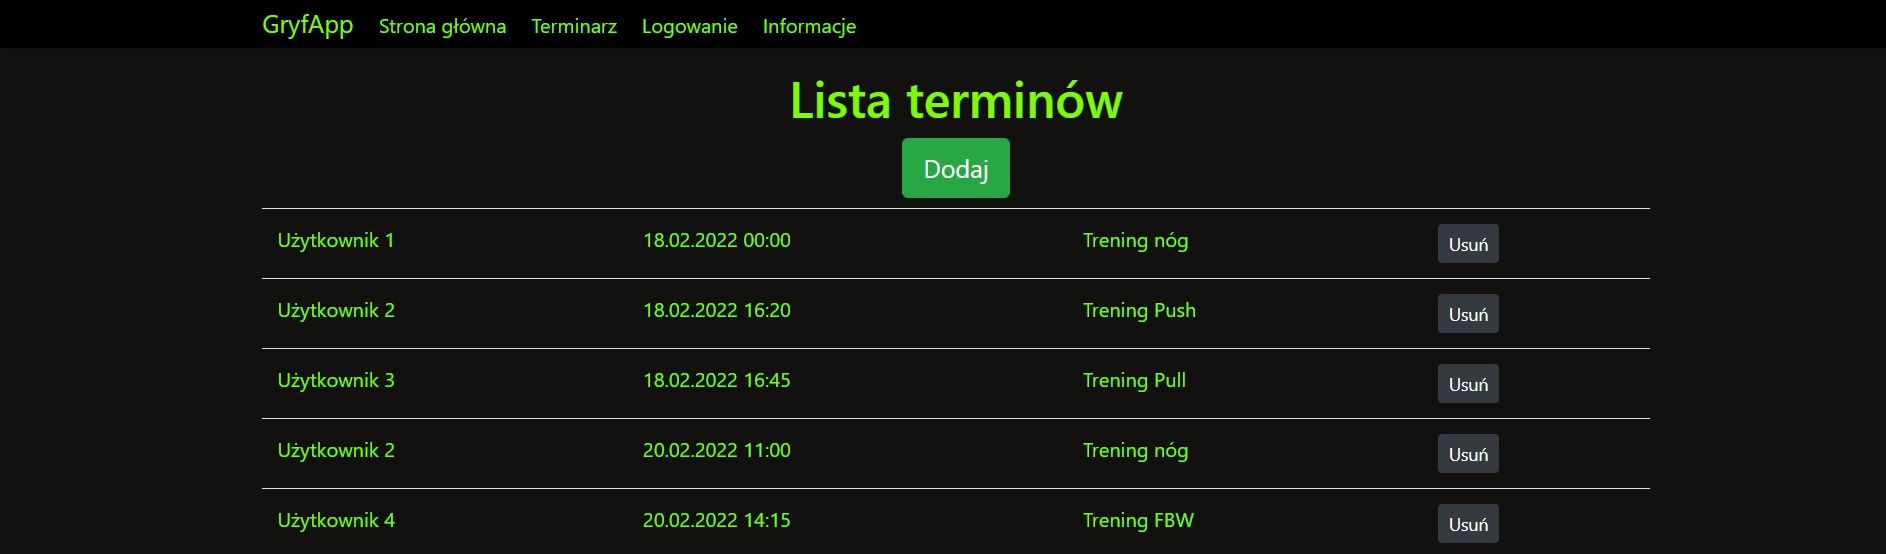 GryfApp Strona główna Terminarz Logowanie Informacje
Lista terminów
Dodaj
Użytkownik 1 18.02.2022 00:00 Trening nóg Usuń
Użytkownik 2 18.02.2022 16:20 Trening Push Usuń
Użytkownik 3 18.02.2022 16:45 Trening Pull Usuń
Użytkownik 2 20.02.2022 11:00 Trening nóg Usuń
Użytkownik 4 20.02.2022 14:15 Trening FBW Usuń